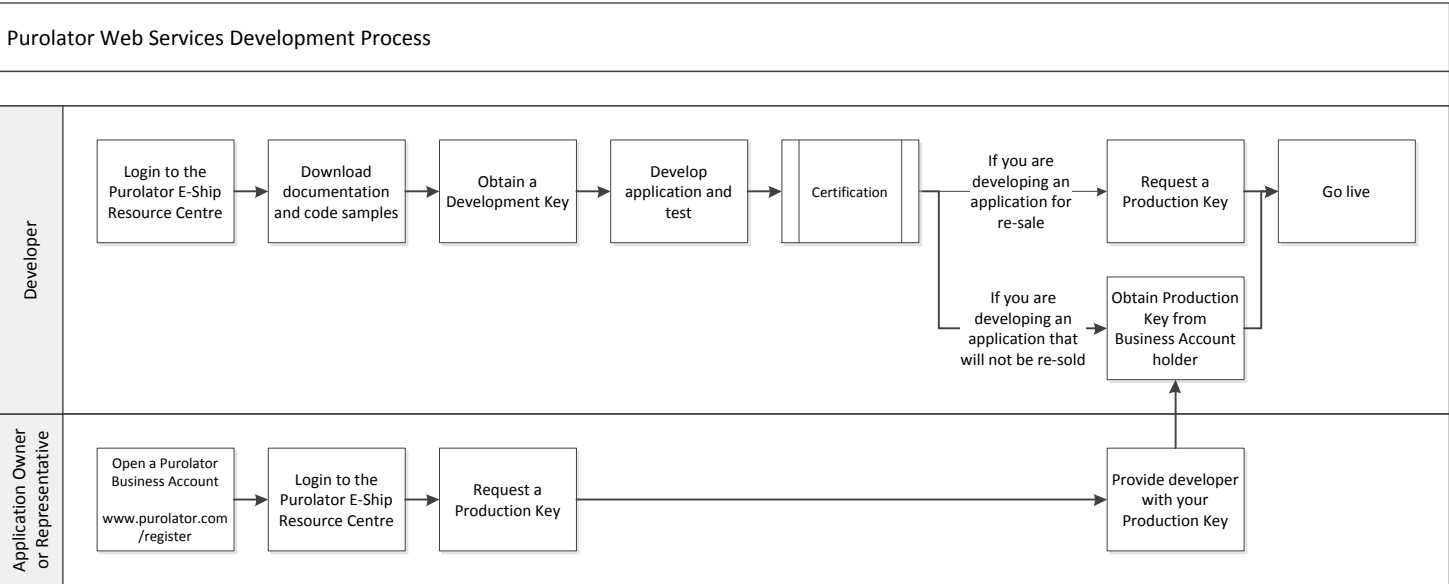 Purolator Web Services Development Process
Developer
Login to the
Purolator E-Ship
Resource Centre
Download
documentation
and code samples
Obtain a
Development Key
Develop
application and
test
Certification
If you are
developing an
application for
re-sale
Request a
Production Key
Go live
If you are
developing an
application that
will not be re-sold
Obtain Production
Key from
Business Account
holder
Application Owner
or Representative
Open a Purolator
Business Account
www.purolator.com
/register
Login to the
Purolator E-Ship
Resource Centre
Request a
Production Key
Provide developer
with your
Production Key